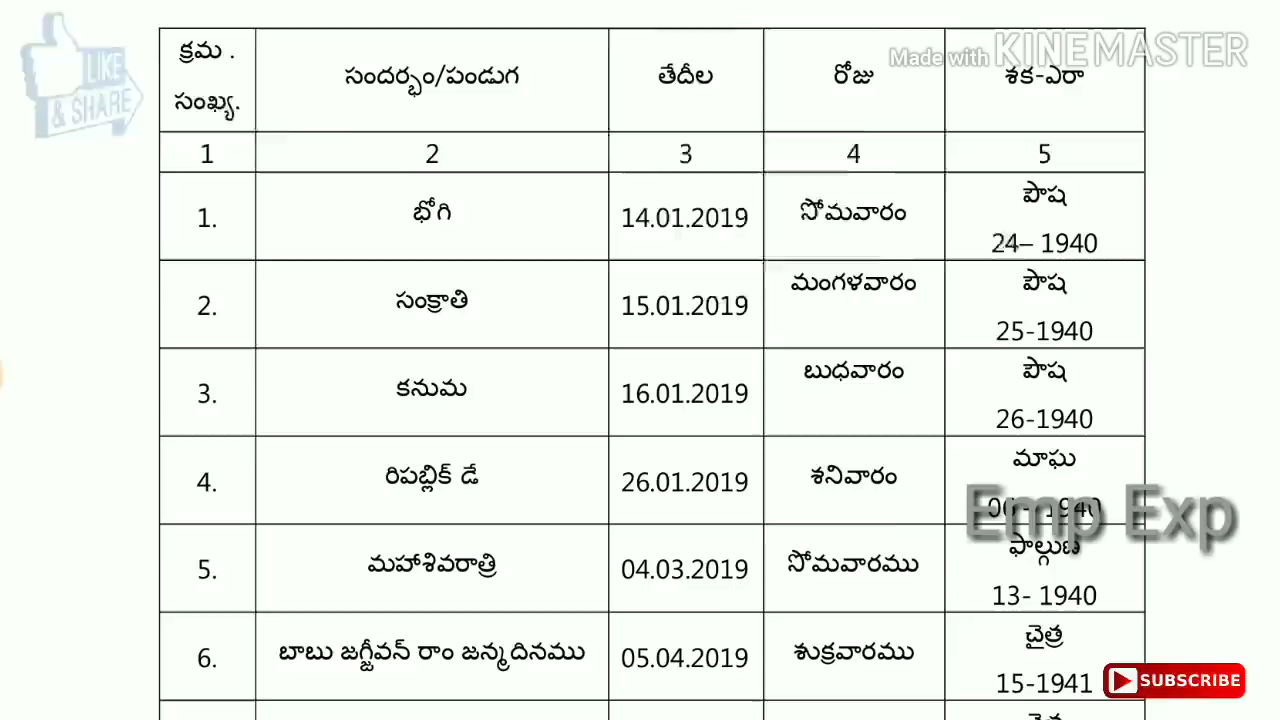 LIKE
& SHARE
Made with KINEMASTER
క్రమ . సంఖ్య. సందర్భం/పండుగ తేదీల రోజు శక-ఎరా
1 2 3 4 5
1. భోగి 14.01.2019 సోమవారం పౌష 24– 1940
2. సంక్రాతి 15.01.2019 మంగళవారం పౌష 25-1940
3. కనుమ 16.01.2019 బుధవారం పౌష 26-1940
4. రిపబ్లిక్ డే 26.01.2019 శనివారం మాఘ 06- 1940
Emp Exp
5. మహాశివరాత్రి 04.03.2019 సోమవారము ఫాల్గుణ 13- 1940
6. బాబు జగ్జీవన్ రాం జన్మదినము 05.04.2019 శుక్రవారము చైత్ర 15-1941
SUBSCRIBE